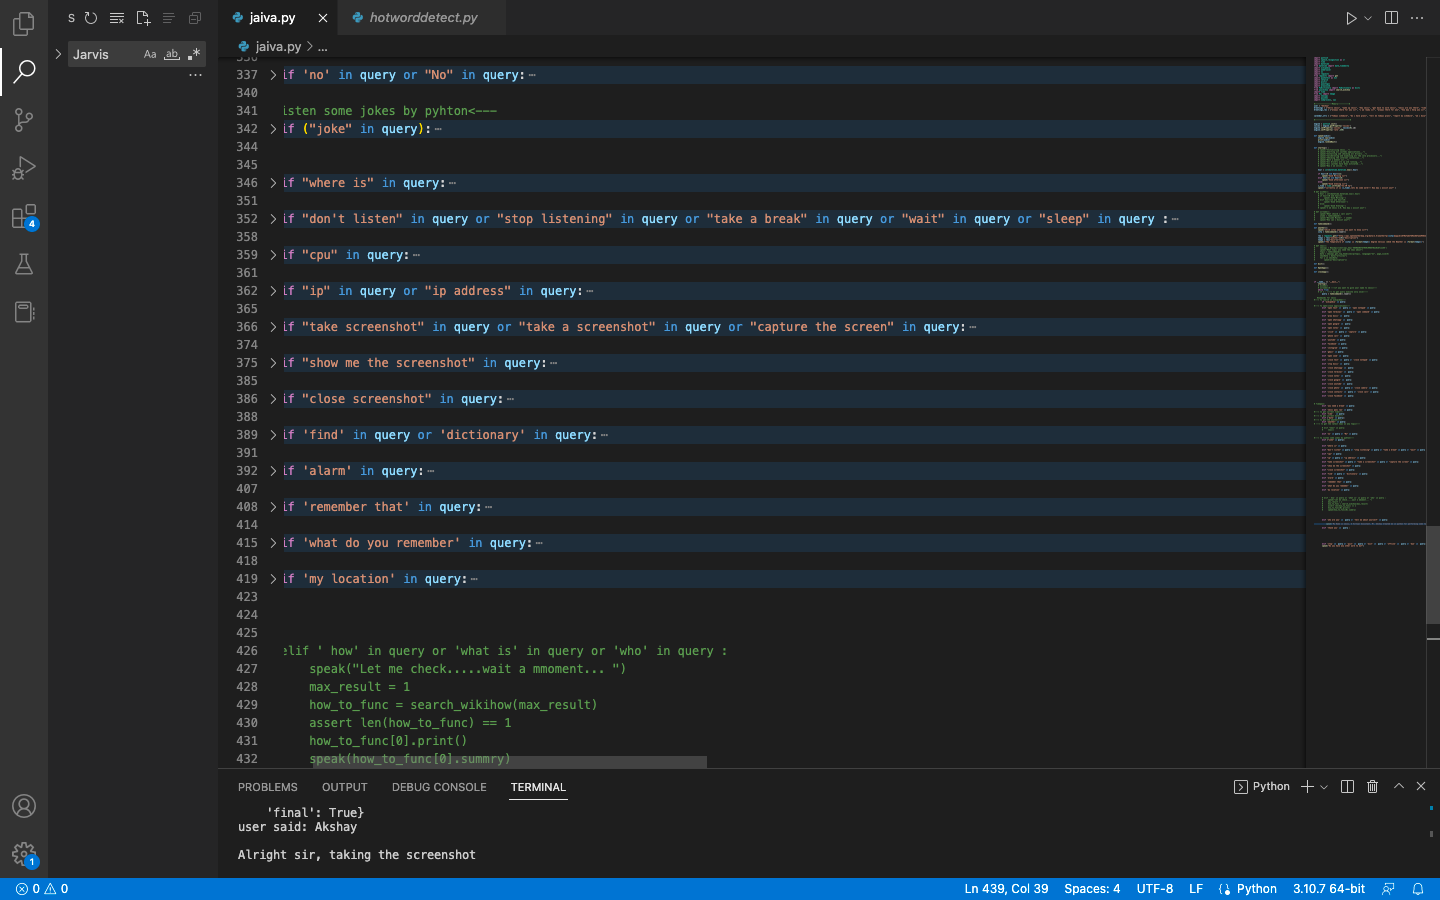 S
jaiva.py
hotworddetect.py
Jarvis
Aa
ab
jaiva.py > ...
337 if 'no' in query or "No" in query:
340
341 isten some jokes by pyhton<---
342 if ("joke" in query):
344
345
346 if "where is" in query:
351
352 if "don't listen" in query or "stop listening" in query or "take a break" in query or "wait" in query or "sleep" in query :
358
359 if "cpu" in query:
361
362 if "ip" in query or "ip address" in query:
365
366 if "take screenshot" in query or "take a screenshot" in query or "capture the screen" in query:
374
375 if "show me the screenshot" in query:
385
386 if "close screenshot" in query:
388
389 if 'find' in query or 'dictionary' in query:
391
392 if 'alarm' in query:
407
408 if 'remember that' in query:
414
415 if 'what do you remember' in query:
418
419 if 'my location' in query:
423
424
425
426 elif ' how' in query or 'what is' in query or 'who' in query :
427 speak("Let me check.....wait a mmoment... ")
428 max_result = 1
429 how_to_func = search_wikihow(max_result)
430 assert len(how_to_func) == 1
431 how_to_func[0].print()
432 speak(how_to_func[0].summry)
4
1
PROBLEMS OUTPUT DEBUG CONSOLE TERMINAL
Python
'final': True}
user said: Akshay
Alright sir, taking the screenshot
0 0
Ln 439, Col 39 Spaces: 4 UTF-8 LF Python 3.10.7 64-bit